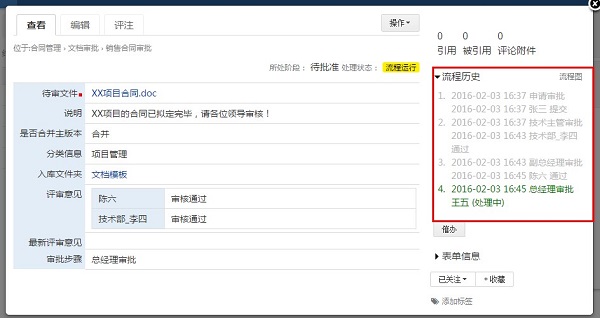 查看 编辑 评注 操作
位于:合同管理 › 文档审批 › 销售合同审批
所处阶段： 待批准 处理状态： 流程运行
待审文件 XX项目合同.doc
说明 XX项目的合同已拟定完毕，请各位领导审核！
是否合并主版本 合并
分类信息 项目管理
入库文件夹 文档模板
评审意见
陈六 审核通过
技术部_李四 审核通过
最新评审意见
审批步骤 总经理审批
0 0 0
引用 被引用 评论附件
流程历史 流程图
1. 2016-02-03 16:37 申请审批
2016-02-03 16:37 张三 提交
2. 2016-02-03 16:37 技术主管审批
2016-02-03 16:43 技术部_李四
通过
3. 2016-02-03 16:43 副总经理审批
2016-02-03 16:45 陈六 通过
4. 2016-02-03 16:45 总经理审批
王五 (处理中)
催办
表单信息
已关注 + 收藏
添加标签